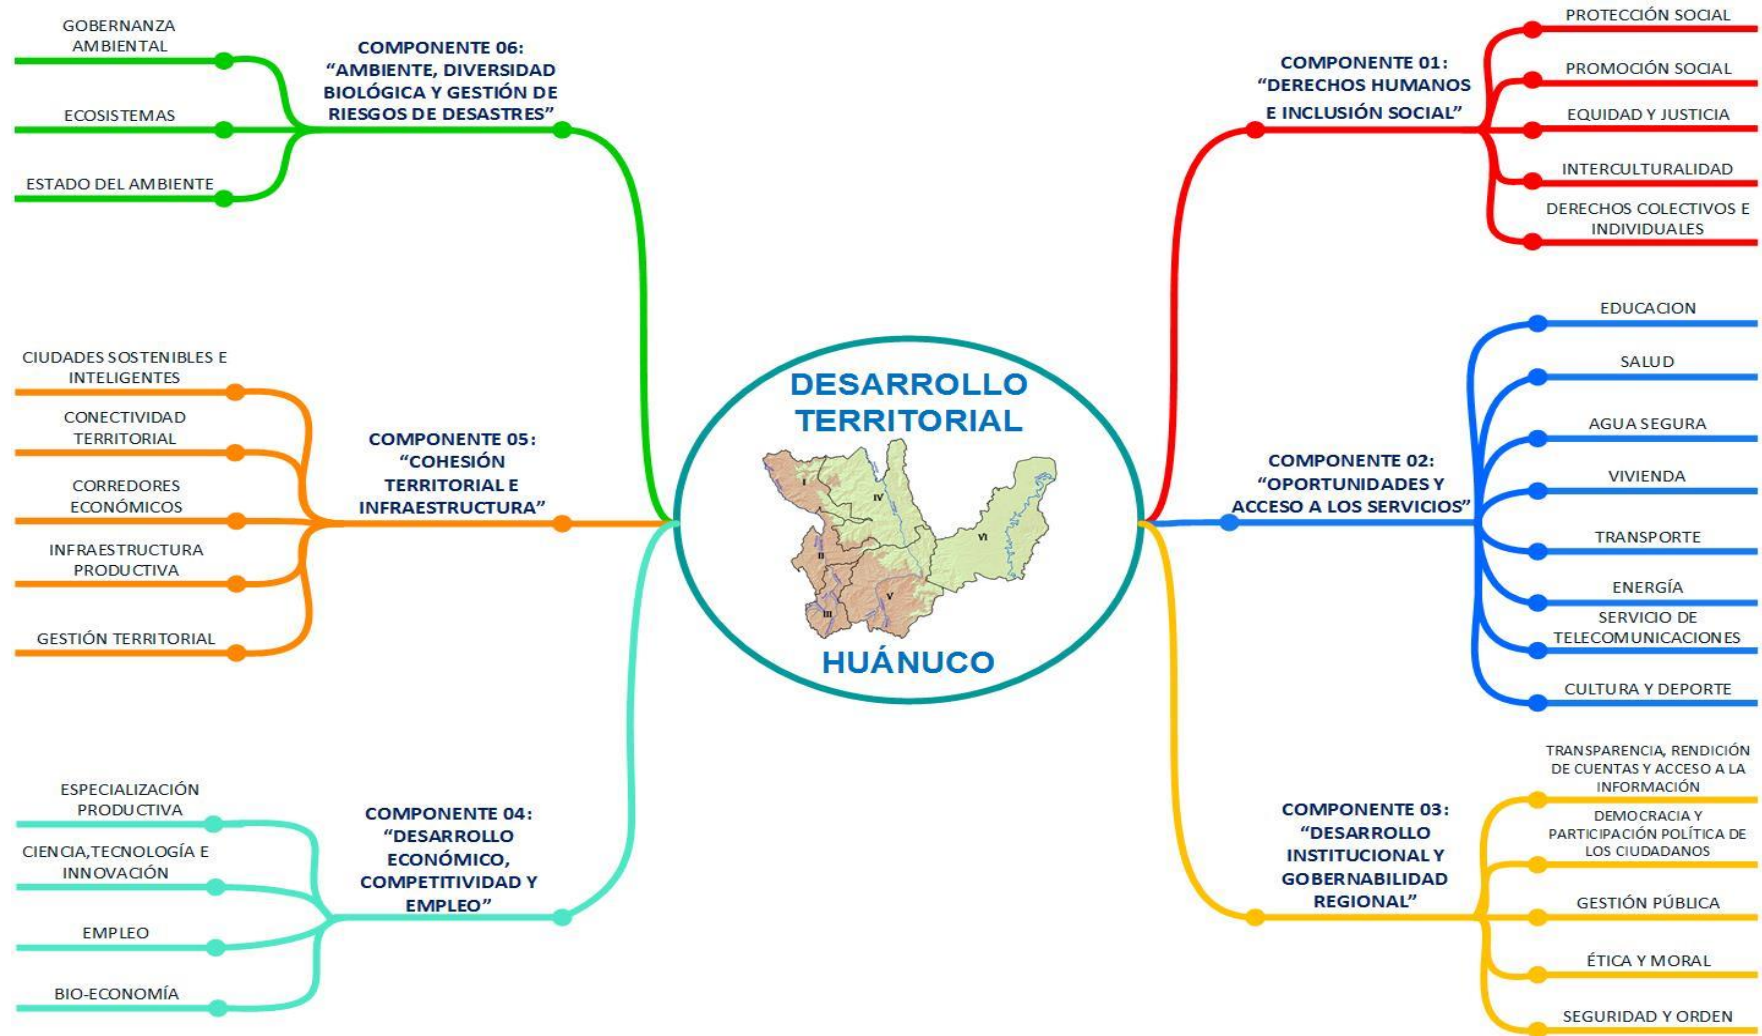 DESARROLLO
TERRITORIAL
I
IV
VI
II
V
III
HUÁNUCO
COMPONENTE 01:
“DERECHOS HUMANOS
E INCLUSIÓN SOCIAL”
PROTECCIÓN SOCIAL
PROMOCIÓN SOCIAL
EQUIDAD Y JUSTICIA
INTERCULTURALIDAD
DERECHOS COLECTIVOS E
INDIVIDUALES
COMPONENTE 02:
“OPORTUNIDADES Y
ACCESO A LOS SERVICIOS”
EDUCACION
SALUD
AGUA SEGURA
VIVIENDA
TRANSPORTE
ENERGÍA
SERVICIO DE
TELECOMUNICACIONES
CULTURA Y DEPORTE
COMPONENTE 03:
“DESARROLLO
INSTITUCIONAL Y
GOBERNABILIDAD
REGIONAL”
TRANSPARENCIA, RENDICIÓN
DE CUENTAS Y ACCESO A LA
INFORMACIÓN
DEMOCRACIA Y
PARTICIPACIÓN POLÍTICA DE
LOS CIUDADANOS
GESTIÓN PÚBLICA
ÉTICA Y MORAL
SEGURIDAD Y ORDEN
COMPONENTE 04:
“DESARROLLO
ECONÓMICO,
COMPETITIVIDAD Y
EMPLEO”
ESPECIALIZACIÓN
PRODUCTIVA
CIENCIA,TECNOLOGÍA E
INNOVACIÓN
EMPLEO
BIO-ECONOMÍA
COMPONENTE 05:
“COHESIÓN
TERRITORIAL E
INFRAESTRUCTURA”
CIUDADES SOSTENIBLES E
INTELIGENTES
CONECTIVIDAD
TERRITORIAL
CORREDORES
ECONÓMICOS
INFRAESTRUCTURA
PRODUCTIVA
GESTIÓN TERRITORIAL
COMPONENTE 06:
“AMBIENTE, DIVERSIDAD
BIOLÓGICA Y GESTIÓN DE
RIESGOS DE DESASTRES”
GOBERNANZA
AMBIENTAL
ECOSISTEMAS
ESTADO DEL AMBIENTE